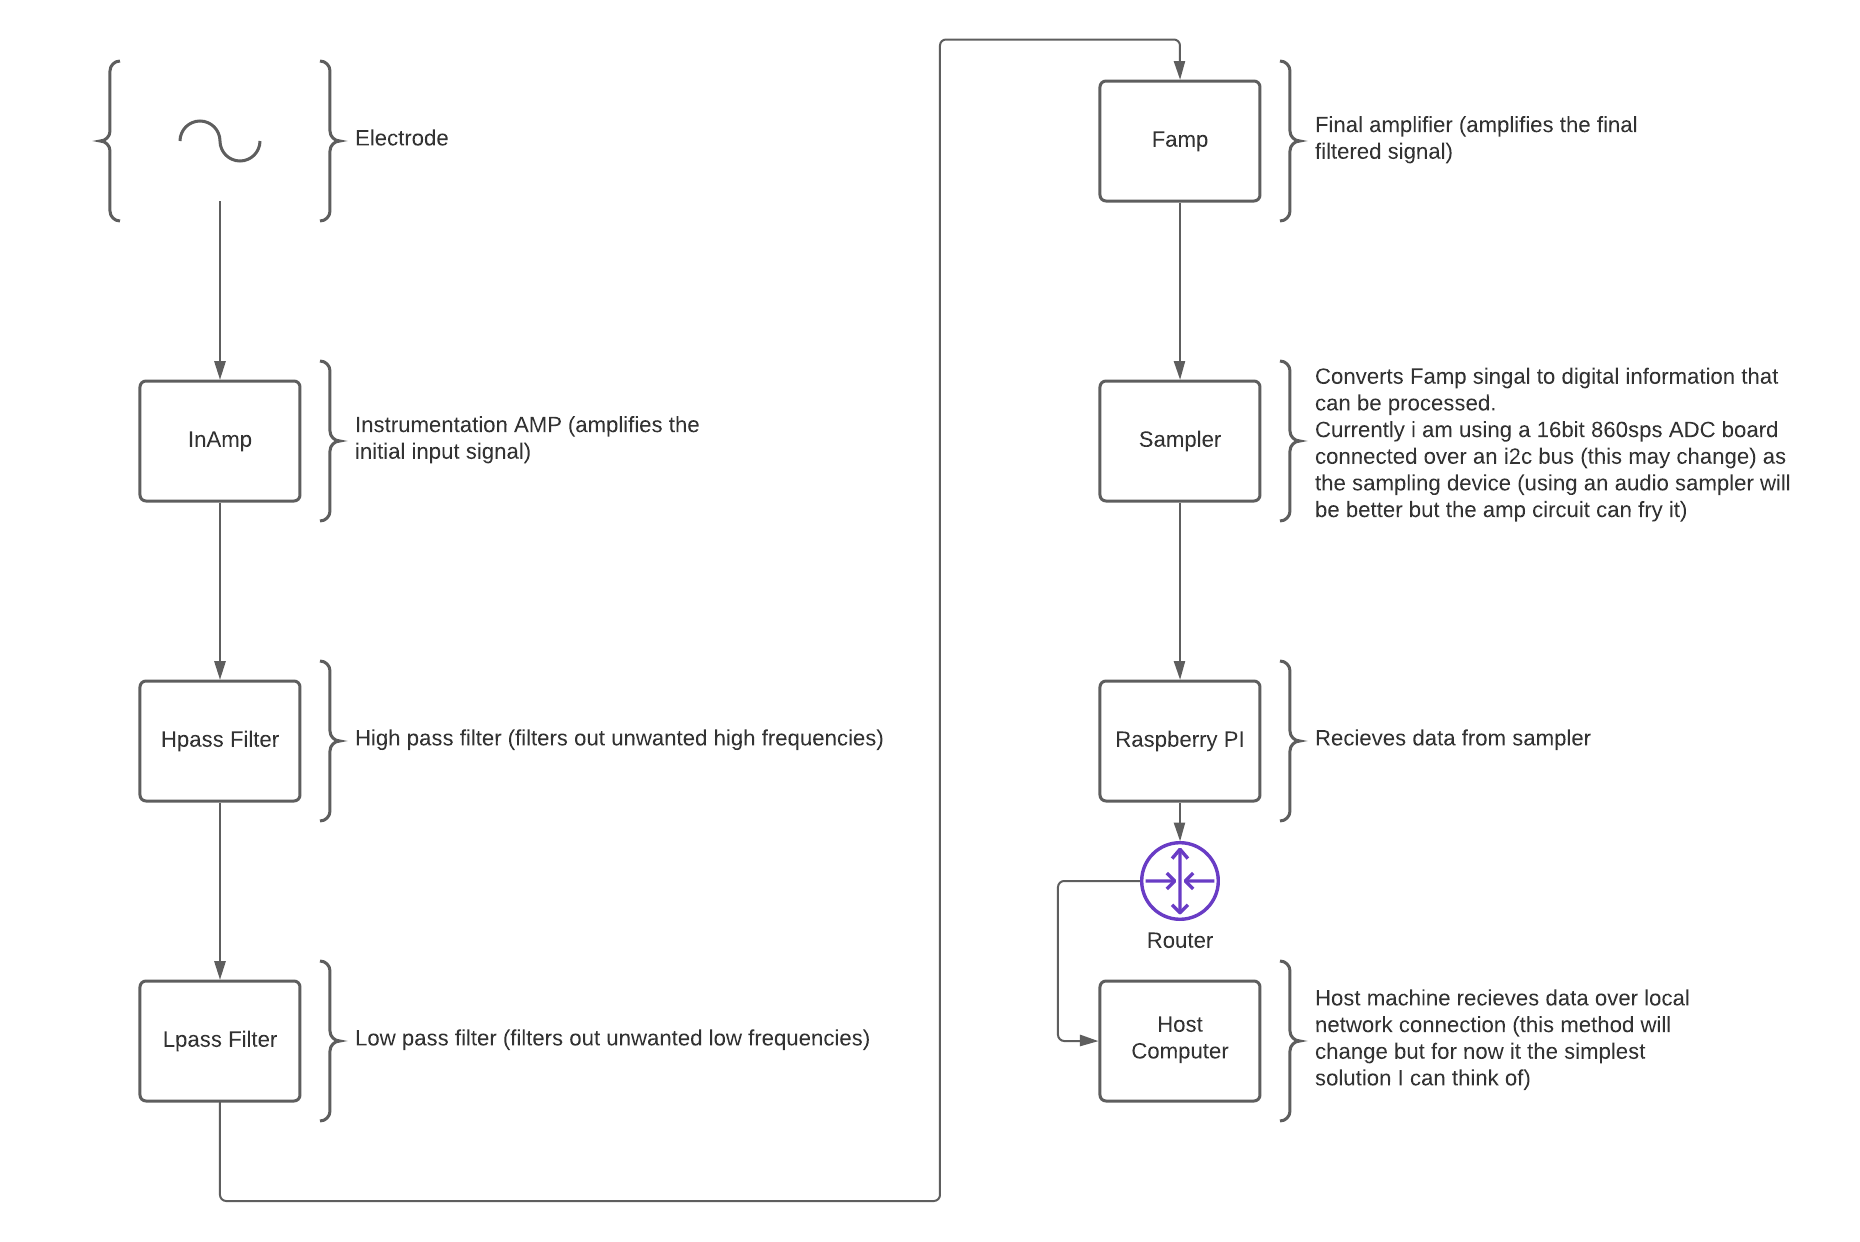 Electrode
InAmp
Instrumentation AMP (amplifies the
initial input signal)
Hpass Filter
High pass filter (filters out unwanted high frequencies)
Lpass Filter
Low pass filter (filters out unwanted low frequencies)
Famp
Final amplifier (amplifies the final
filtered signal)
Sampler
Converts Famp singal to digital information that
can be processed.
Currently i am using a 16bit 860sps ADC board
connected over an i2c bus (this may change) as
the sampling device (using an audio sampler will
be better but the amp circuit can fry it)
Raspberry PI
Recieves data from sampler
Router
Host
Computer
Host machine recieves data over local
network connection (this method will
change but for now it the simplest
solution I can think of)